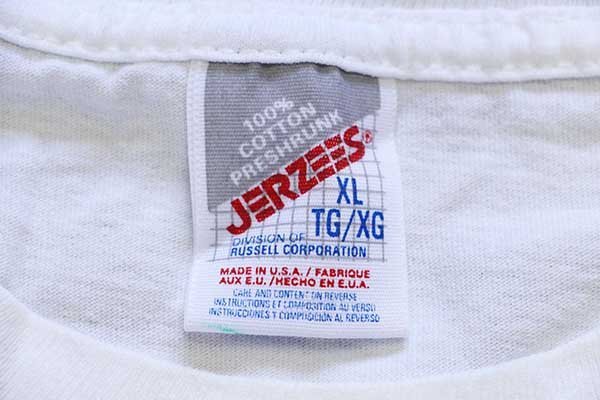 100%
COTTON
PRESHRUNK
JERZEES®
XL
TG/XG
DIVISION OF
RUSSELL CORPORATION
MADE IN U.S.A. / FABRIQUE
AUX E.U. / HECHO EN E.U.A.
CARE AND CONTENT ON REVERSE
INSTRUCTIONS ET COMPOSITION AU VERSO
INSTRUCCIONES Y COMPOSICIÓN AL REVERSO